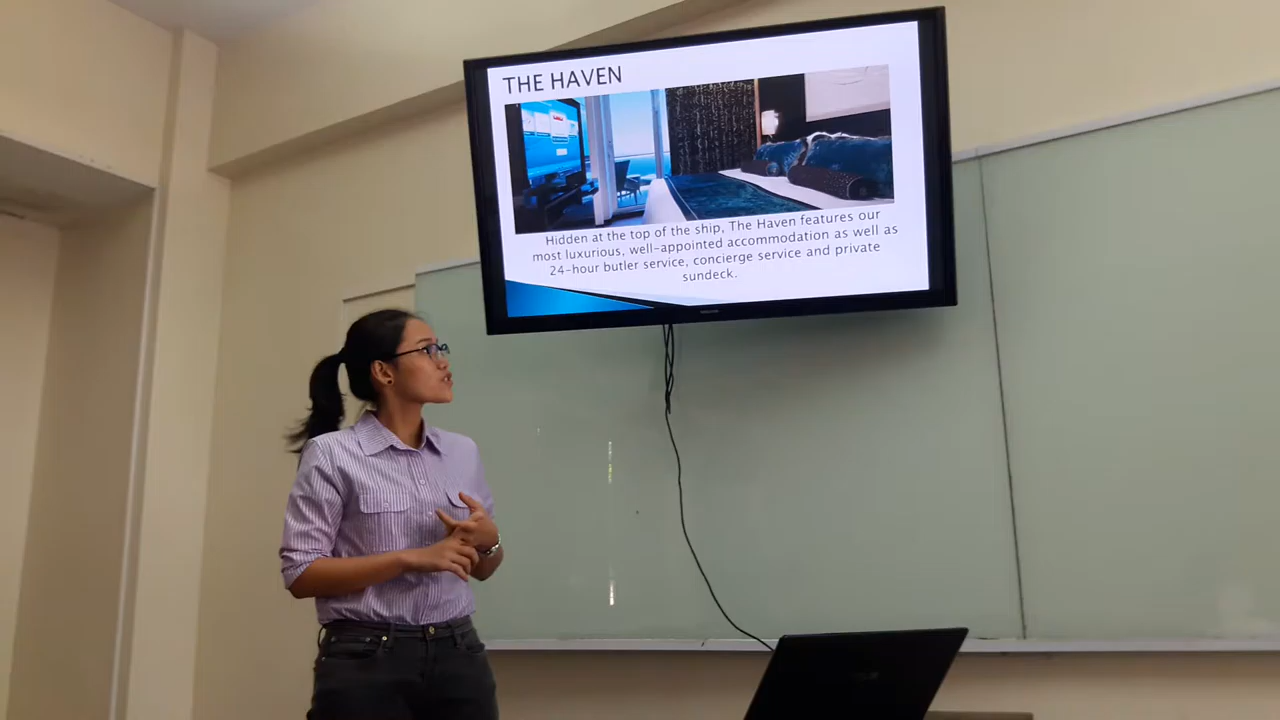 THE HAVEN
Hidden at the top of the ship, The Haven features our
most luxurious, well-appointed accommodation as well as
24-hour butler service, concierge service and private
sundeck.